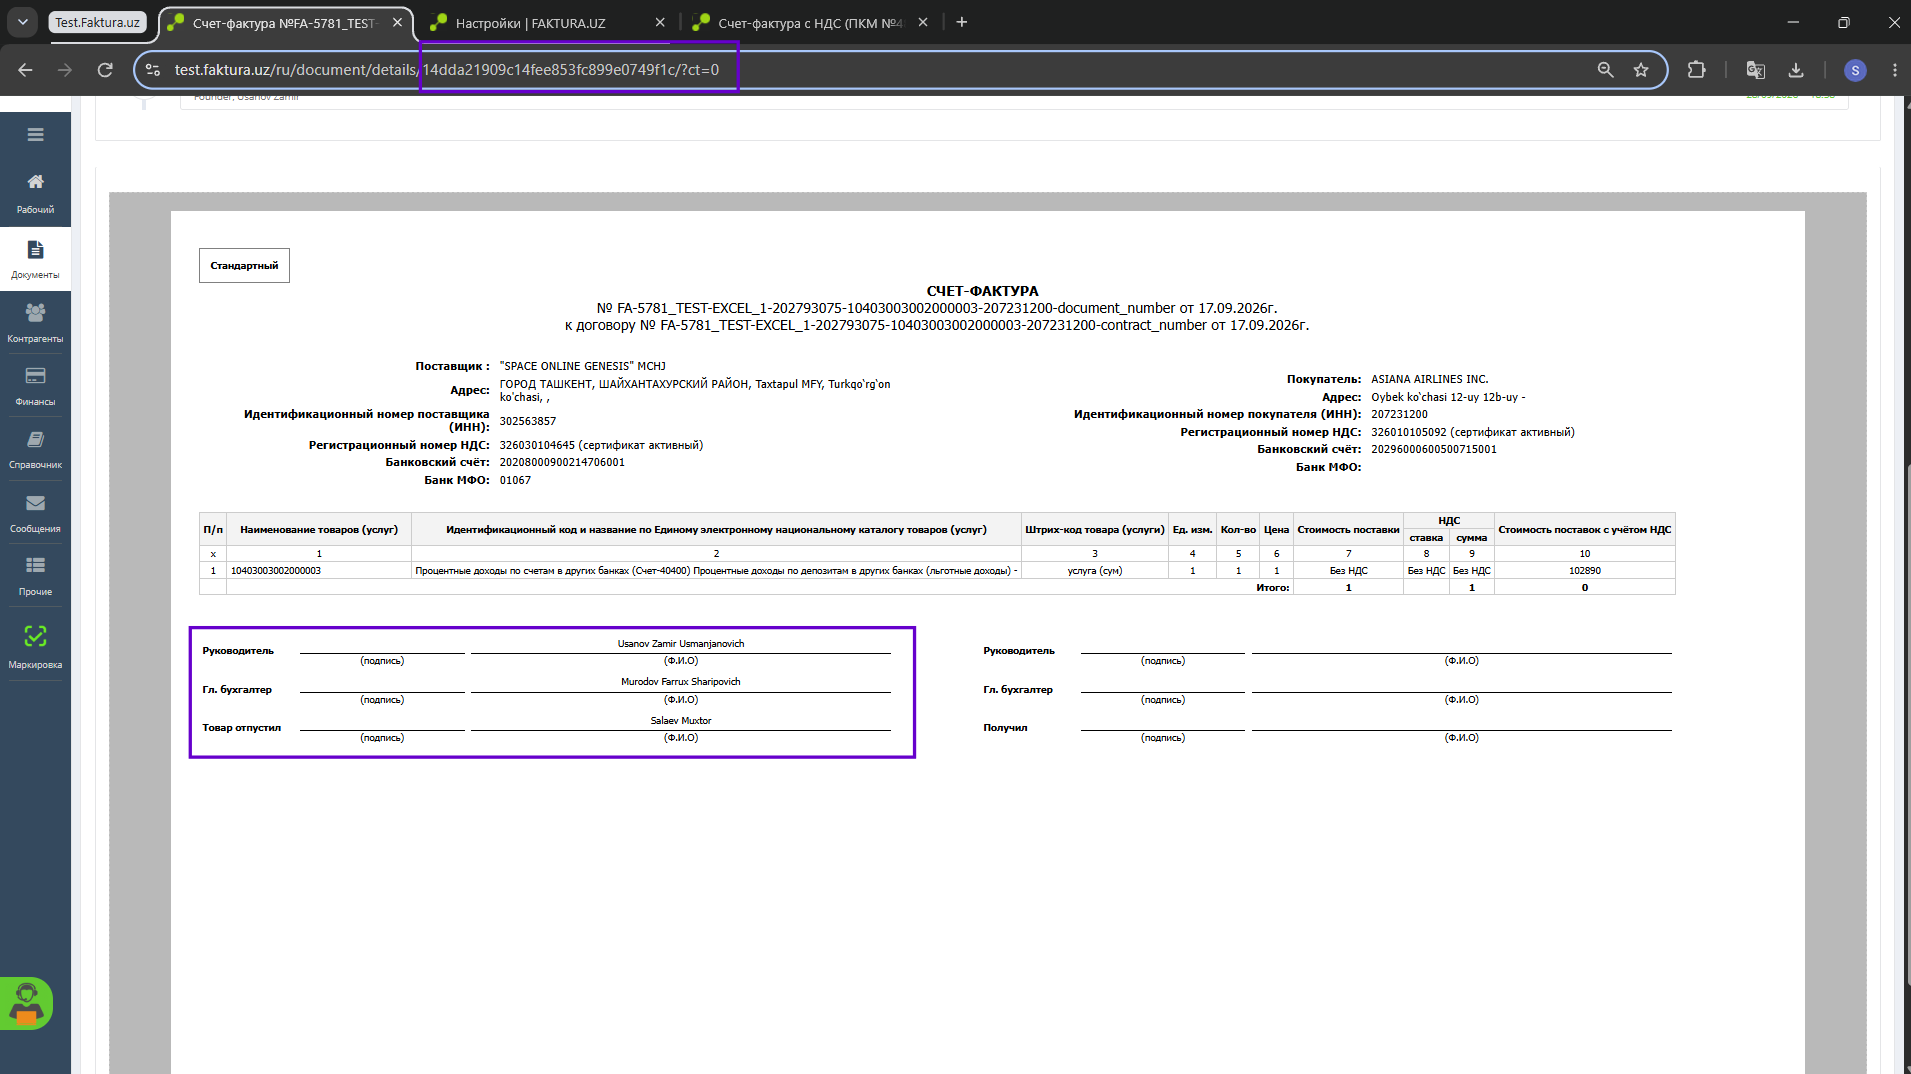 Test.Faktura.uz
Счет-фактура №FA-5781_TEST-
Настройки | FAKTURA.UZ
Счет-фактура с НДС (ПКМ №4
test.faktura.uz/ru/document/details/14dda21909c14fee853fc899e0749f1c/?ct=0
S
Founder, Usanov Zamir
Рабочий
Документы
Контрагенты
Финансы
Справочник
Сообщения
Прочие
Маркировка
Стандартный
СЧЕТ-ФАКТУРА
№ FA-5781_TEST-EXCEL_1-202793075-10403003002000003-207231200-document_number от 17.09.2026г.
к договору № FA-5781_TEST-EXCEL_1-202793075-10403003002000003-207231200-contract_number от 17.09.2026г.
Поставщик : "SPACE ONLINE GENESIS" MCHJ
Адрес: ГОРОД ТАШКЕНТ, ШАЙХАНТАХУРСКИЙ РАЙОН, Taxtapul MFY, Turkqo‘rg‘on
ko'chasi, ,
Идентификационный номер поставщика
(ИНН): 302563857
Регистрационный номер НДС: 326030104645 (сертификат активный)
Банковский счёт: 20208000900214706001
Банк МФО: 01067
Покупатель: ASIANA AIRLINES INC.
Адрес: Oybek ko‘chasi 12-uy 12b-uy -
Идентификационный номер покупателя (ИНН): 207231200
Регистрационный номер НДС: 326010105092 (сертификат активный)
Банковский счёт: 20296000600500715001
Банк МФО:
П/п Наименование товаров (услуг) Идентификационный код и название по Единому электронному национальному каталогу товаров (услуг) Штрих-код товара (услуги) Ед. изм. Кол-во Цена Стоимость поставки НДС Стоимость поставок с учётом НДС
ставка сумма
x 1 2 3 4 5 6 7 8 9 10
1 10403003002000003 Процентные доходы по счетам в других банках (Счет-40400) Процентные доходы по депозитам в других банках (льготные доходы) - услуга (сум) 1 1 1 Без НДС Без НДС Без НДС 102890
Итого: 1 1 0
Руководитель Usanov Zamir Usmanjanovich
(подпись) (Ф.И.О)
Гл. бухгалтер Murodov Farrux Sharipovich
(подпись) (Ф.И.О)
Товар отпустил Salaev Muxtor
(подпись) (Ф.И.О)
Руководитель
(подпись) (Ф.И.О)
Гл. бухгалтер
(подпись) (Ф.И.О)
Получил
(подпись) (Ф.И.О)